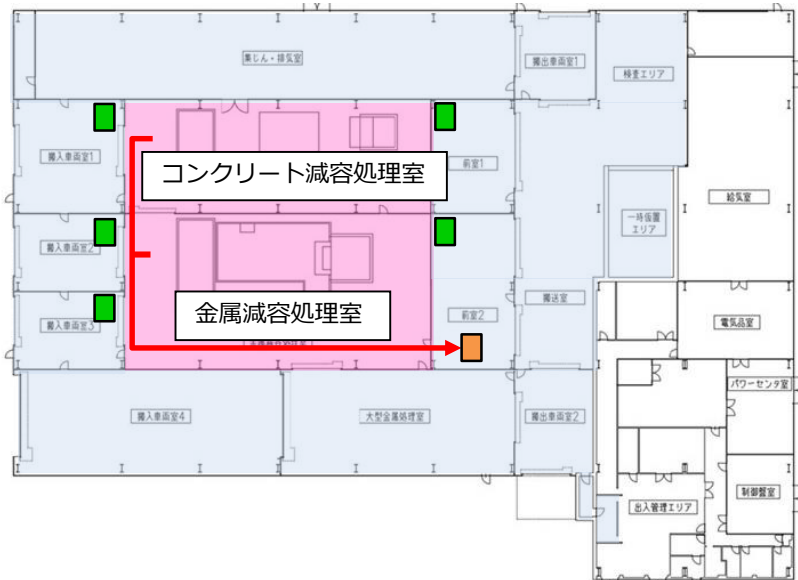 集じん・排気室
搬出車両室1
検査エリア
搬入車両室1
コンクリート減容処理室
前室1
給気室
一時仮置
エリア
搬入車両室2
金属減容処理室
搬入車両室3
前室2
搬送室
電気品室
パワーセンタ室
搬入車両室4
大型金属処理室
搬出車両室2
制御盤室
出入管理エリア